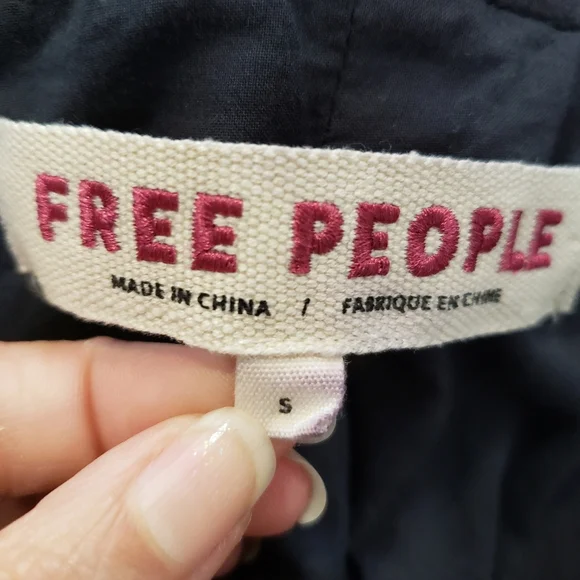 FREE PEOPLE
MADE IN CHINA / FABRIQUE EN CHINE
S